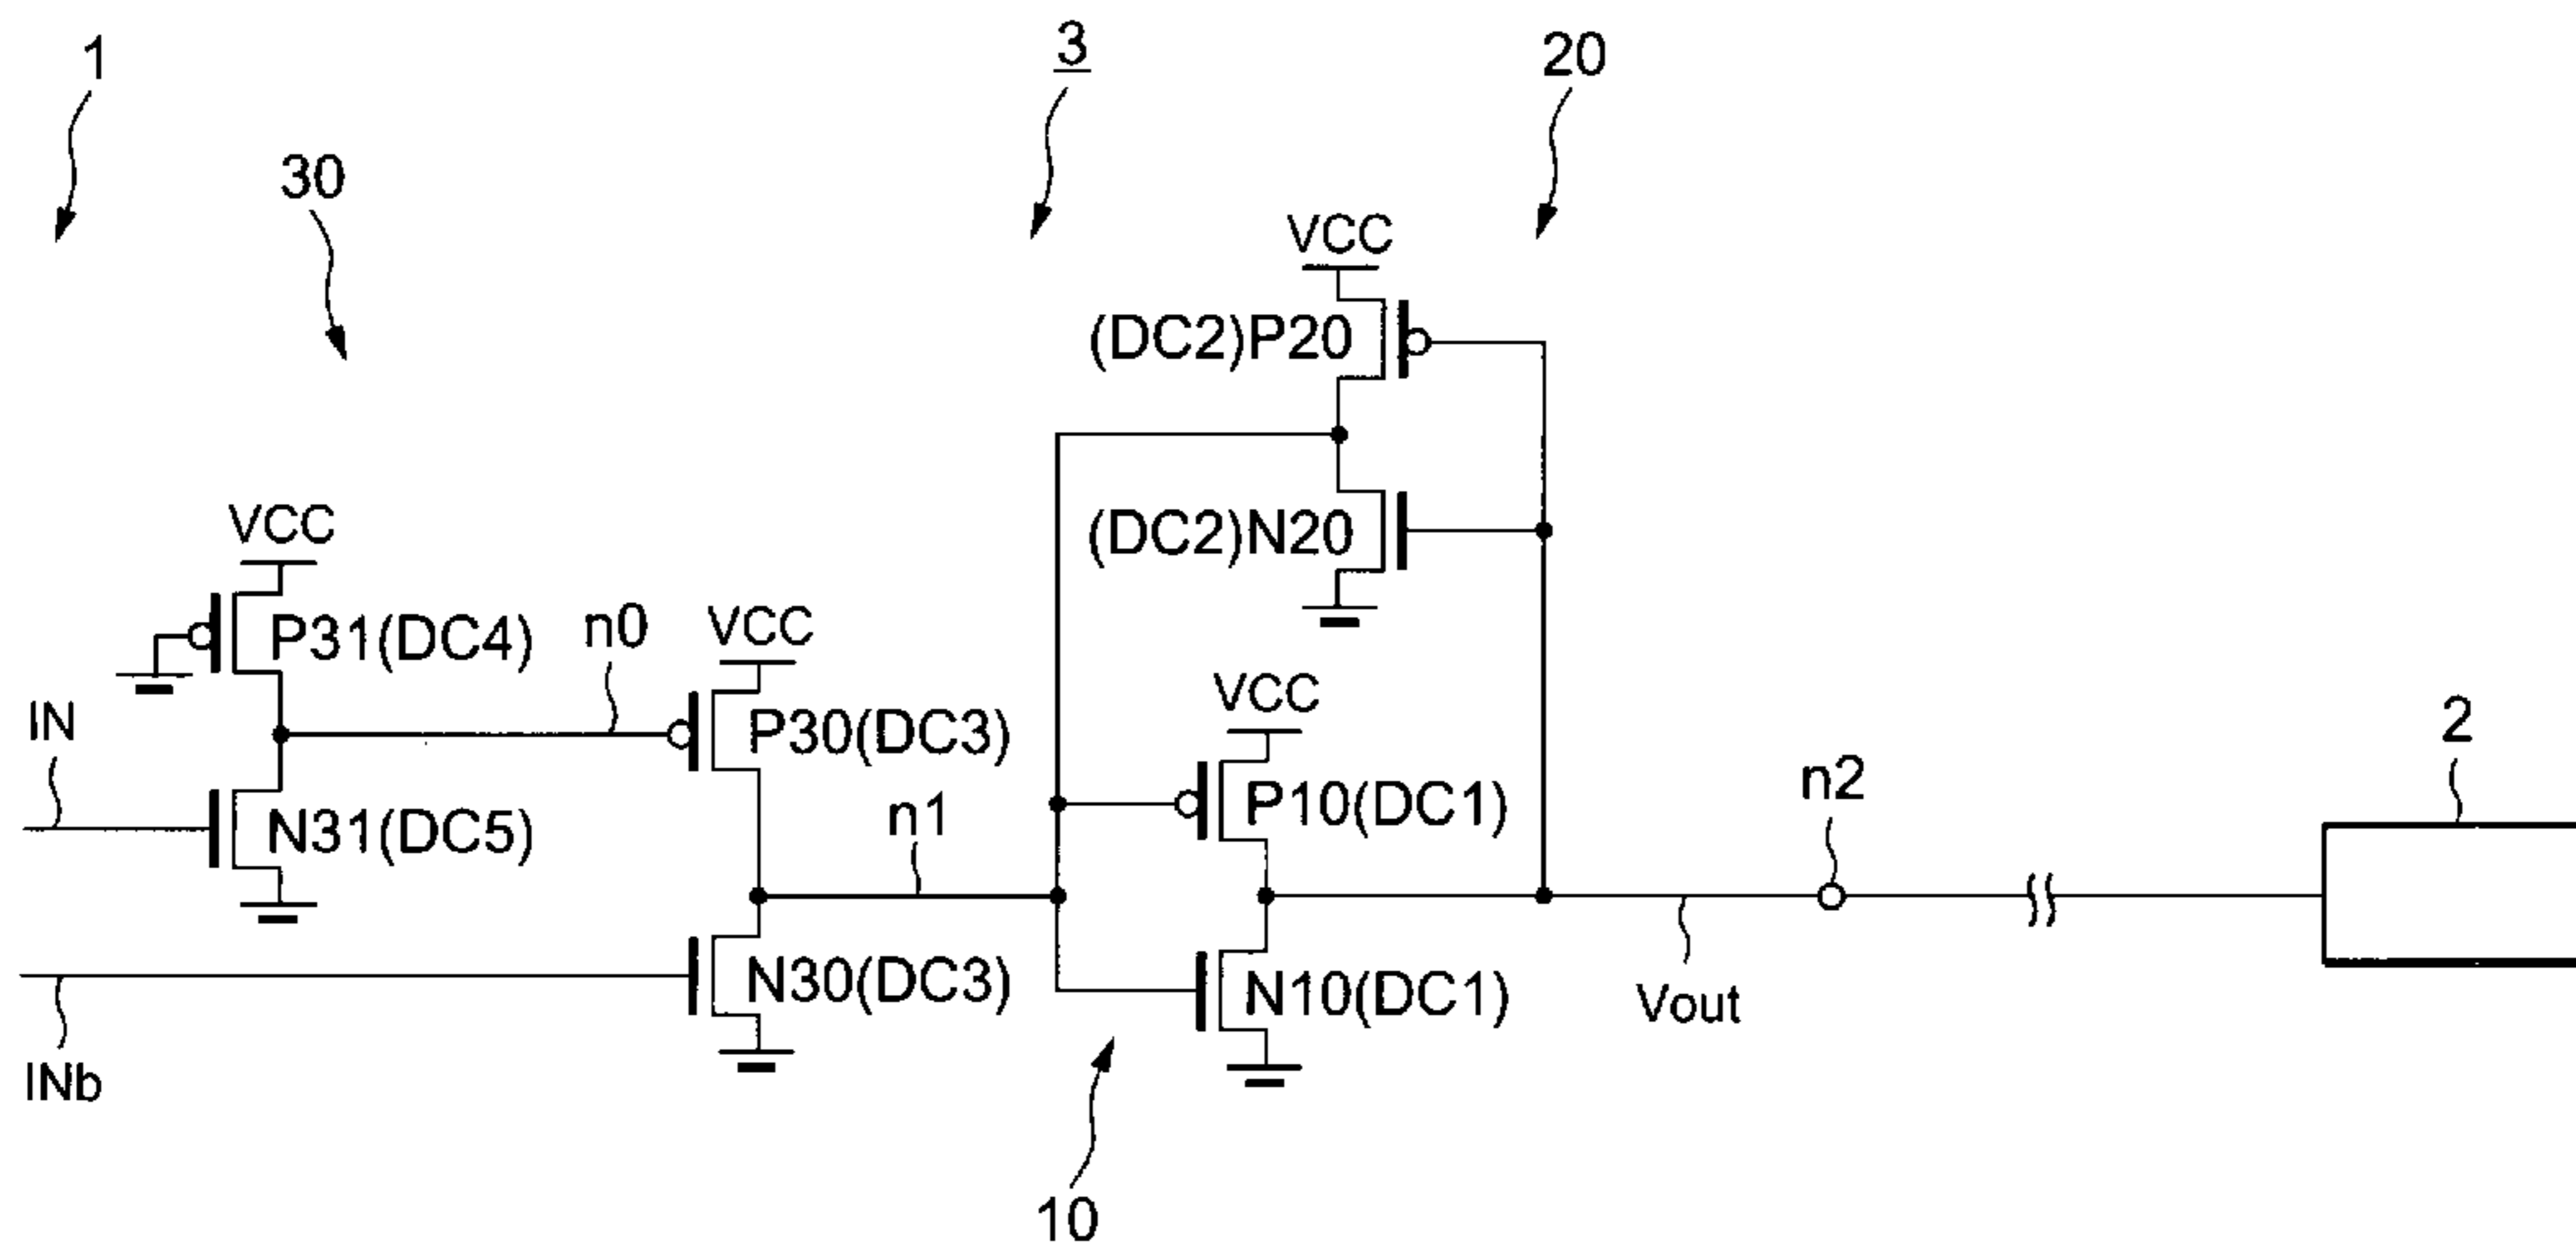 1
3
20
30
VCC
(DC2)P20
VCC
(DC2)N20
P31(DC4)
n0
VCC
IN
P30(DC3)
VCC
2
N31(DC5)
n1
P10(DC1)
n2
INb
N30(DC3)
N10(DC1)
Vout
10